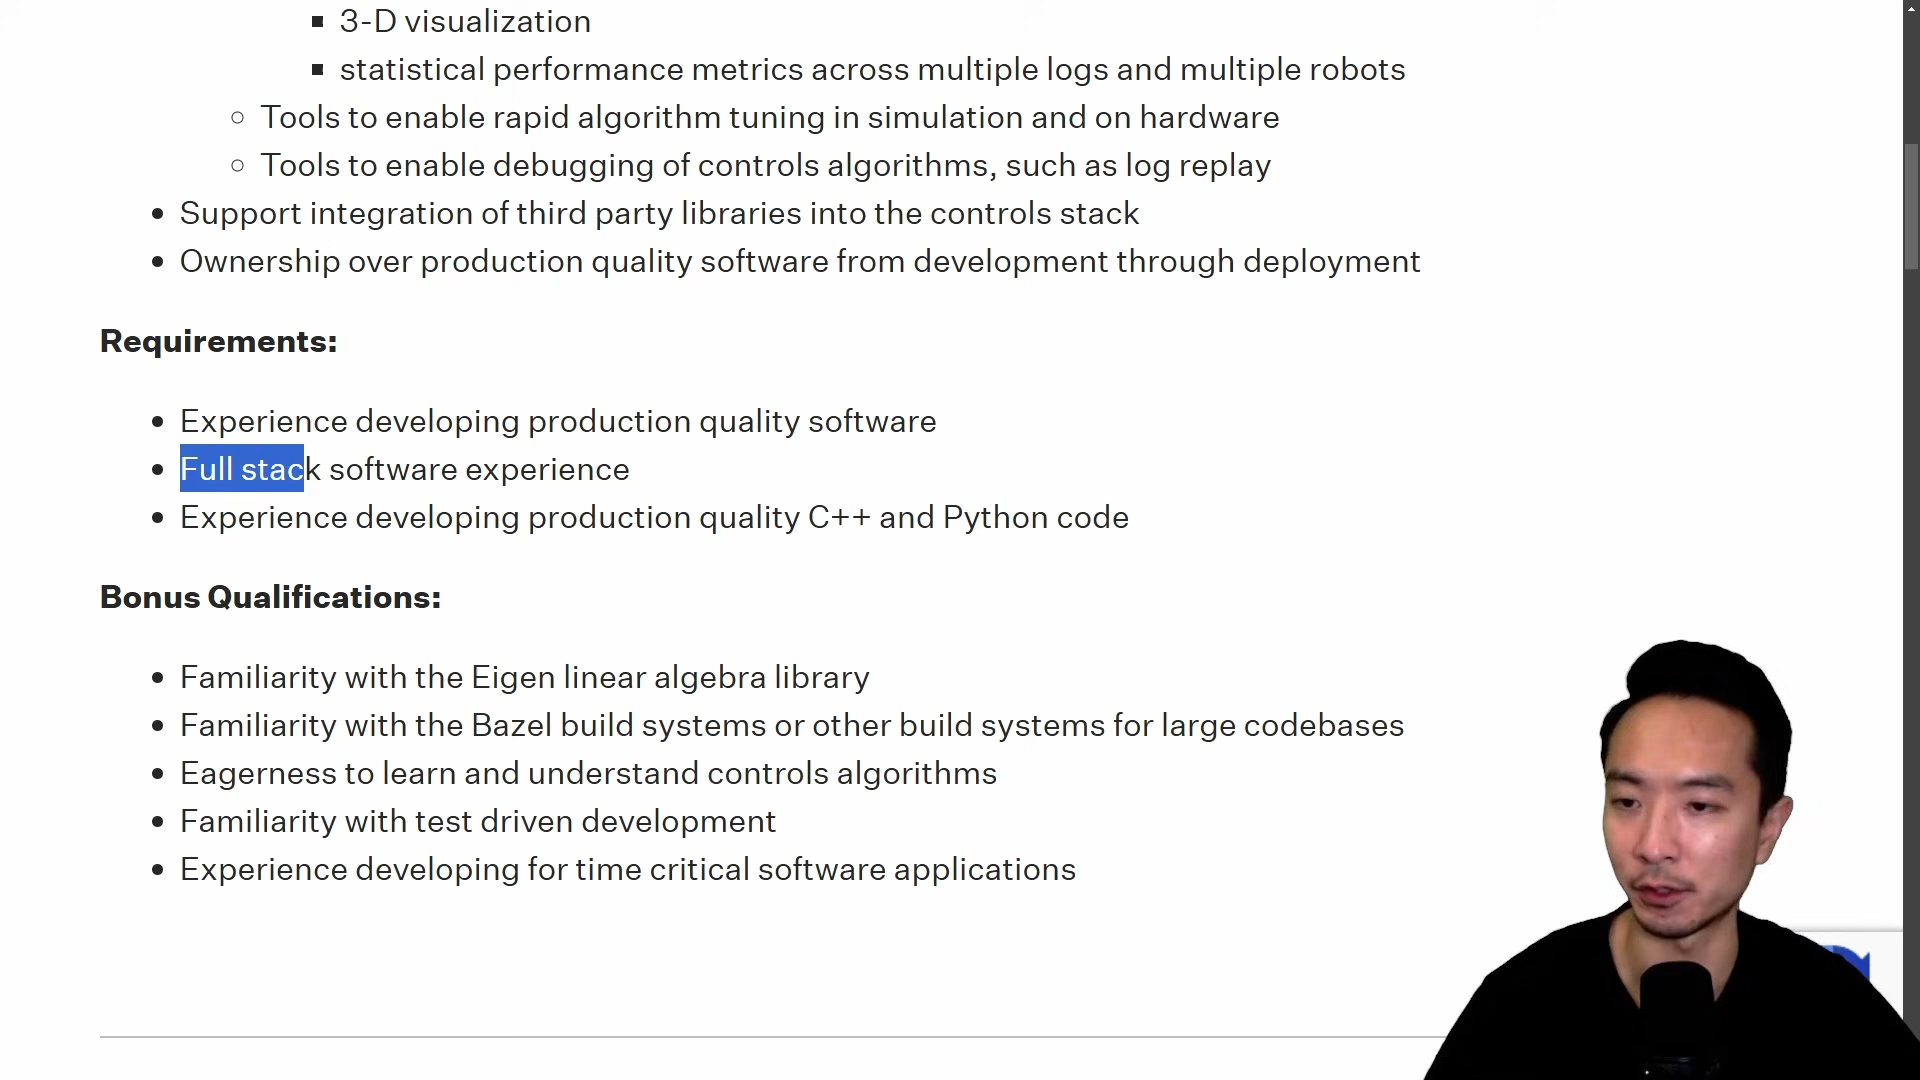 3-D visualization
statistical performance metrics across multiple logs and multiple robots
Tools to enable rapid algorithm tuning in simulation and on hardware
Tools to enable debugging of controls algorithms, such as log replay
Support integration of third party libraries into the controls stack
Ownership over production quality software from development through deployment
Requirements:
Experience developing production quality software
Full stack software experience
Experience developing production quality C++ and Python code
Bonus Qualifications:
Familiarity with the Eigen linear algebra library
Familiarity with the Bazel build systems or other build systems for large codebases
Eagerness to learn and understand controls algorithms
Familiarity with test driven development
Experience developing for time critical software applications